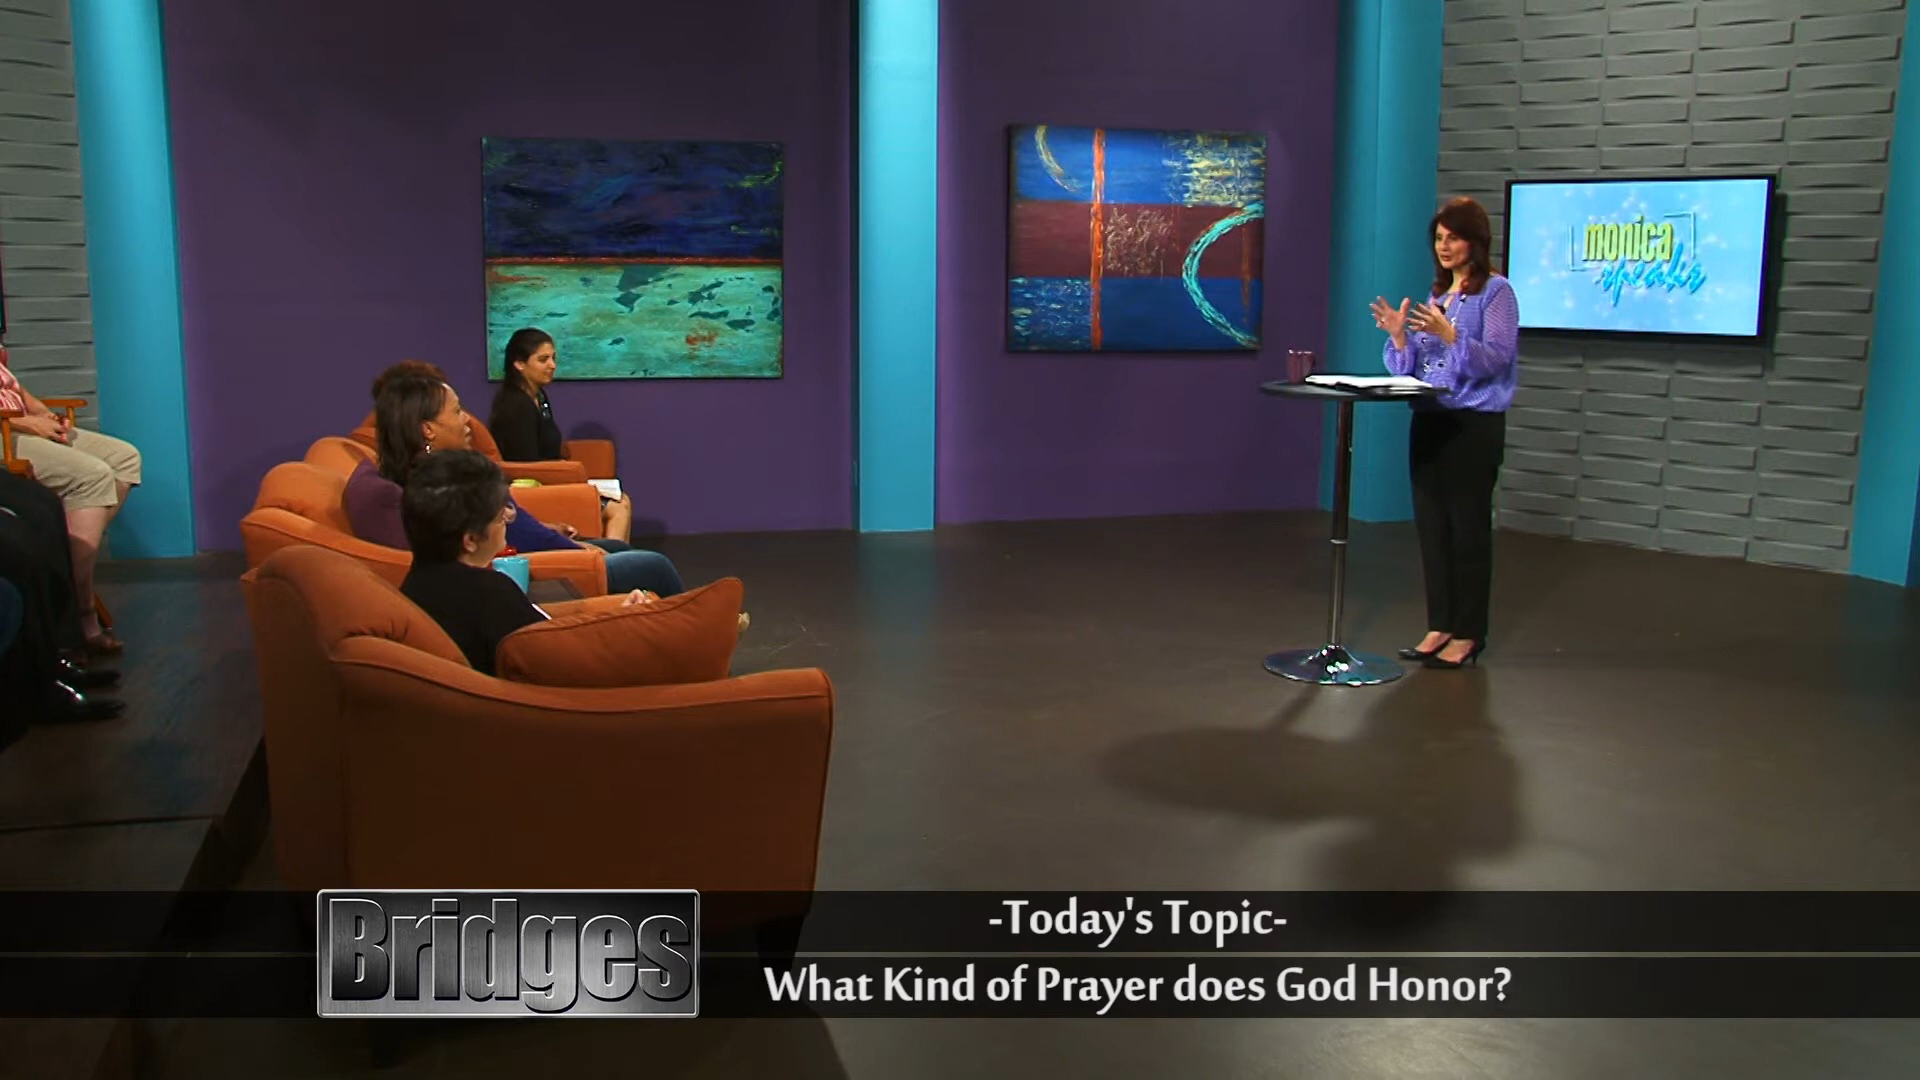 monica
speaks
Bridges
-Today's Topic-
What Kind of Prayer does God Honor?